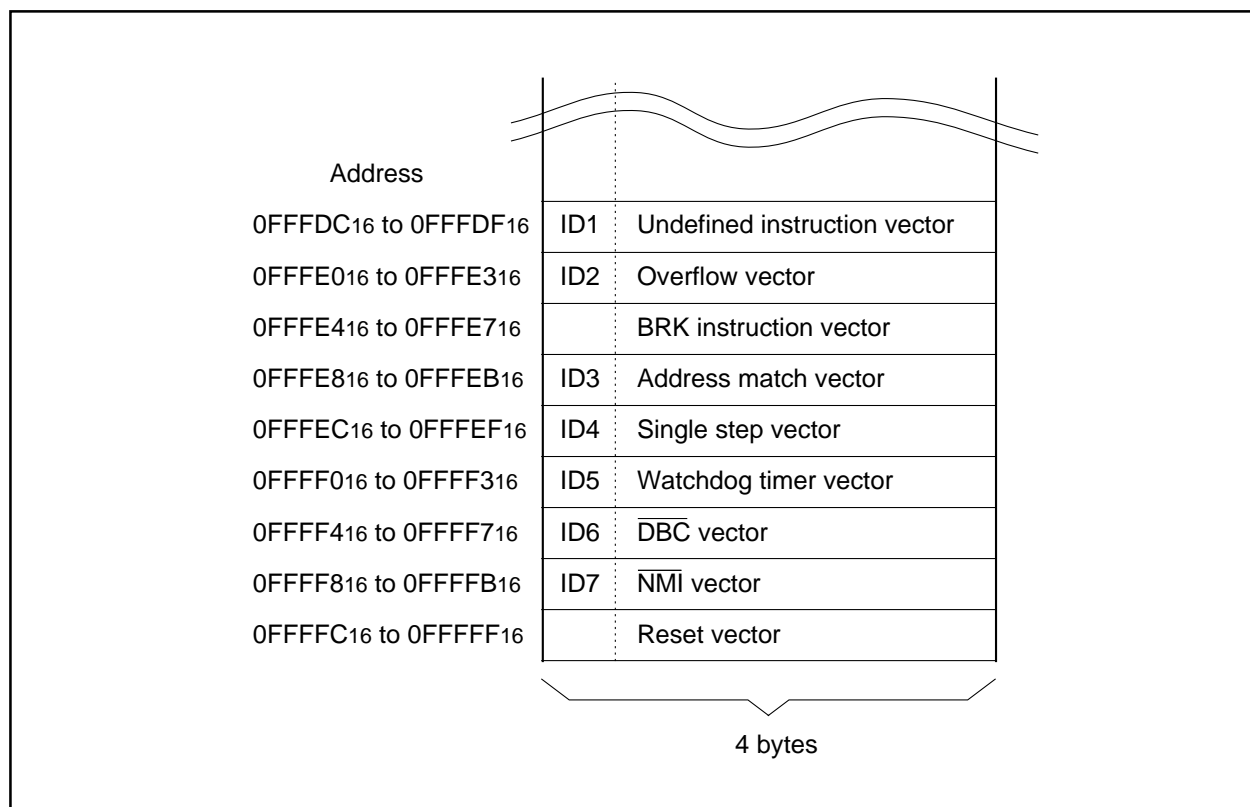 Address
0FFFDC16 to 0FFFDF16 ID1 Undefined instruction vector
0FFFE016 to 0FFFE316 ID2 Overflow vector
0FFFE416 to 0FFFE716 BRK instruction vector
0FFFE816 to 0FFFEB16 ID3 Address match vector
0FFFEC16 to 0FFFEF16 ID4 Single step vector
0FFFF016 to 0FFFF316 ID5 Watchdog timer vector
0FFFF416 to 0FFFF716 ID6 D̅B̅C̅ vector
0FFFF816 to 0FFFFB16 ID7 N̅M̅I̅ vector
0FFFFC16 to 0FFFFF16 Reset vector
4 bytes